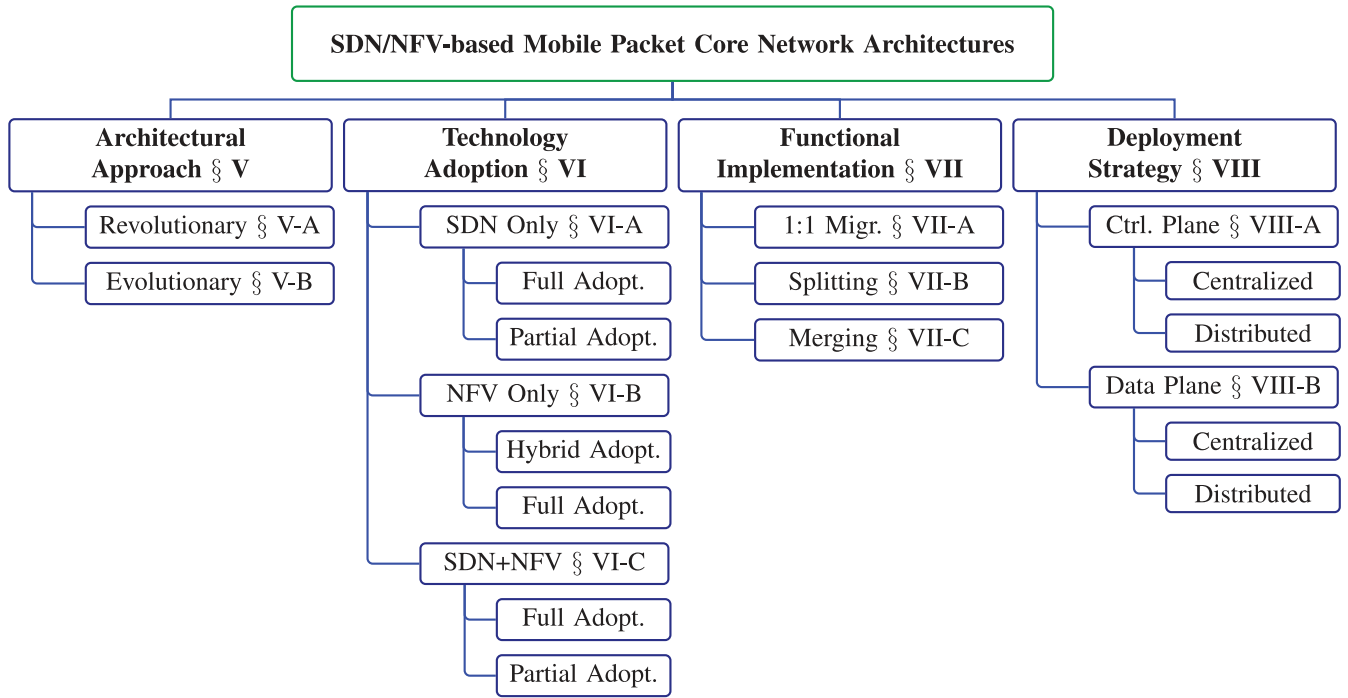 SDN/NFV-based Mobile Packet Core Network Architectures
Architectural
Approach § V
Revolutionary § V-A
Evolutionary § V-B
Technology
Adoption § VI
SDN Only § VI-A
Full Adopt.
Partial Adopt.
NFV Only § VI-B
Hybrid Adopt.
Full Adopt.
SDN+NFV § VI-C
Full Adopt.
Partial Adopt.
Functional
Implementation § VII
1:1 Migr. § VII-A
Splitting § VII-B
Merging § VII-C
Deployment
Strategy § VIII
Ctrl. Plane § VIII-A
Centralized
Distributed
Data Plane § VIII-B
Centralized
Distributed